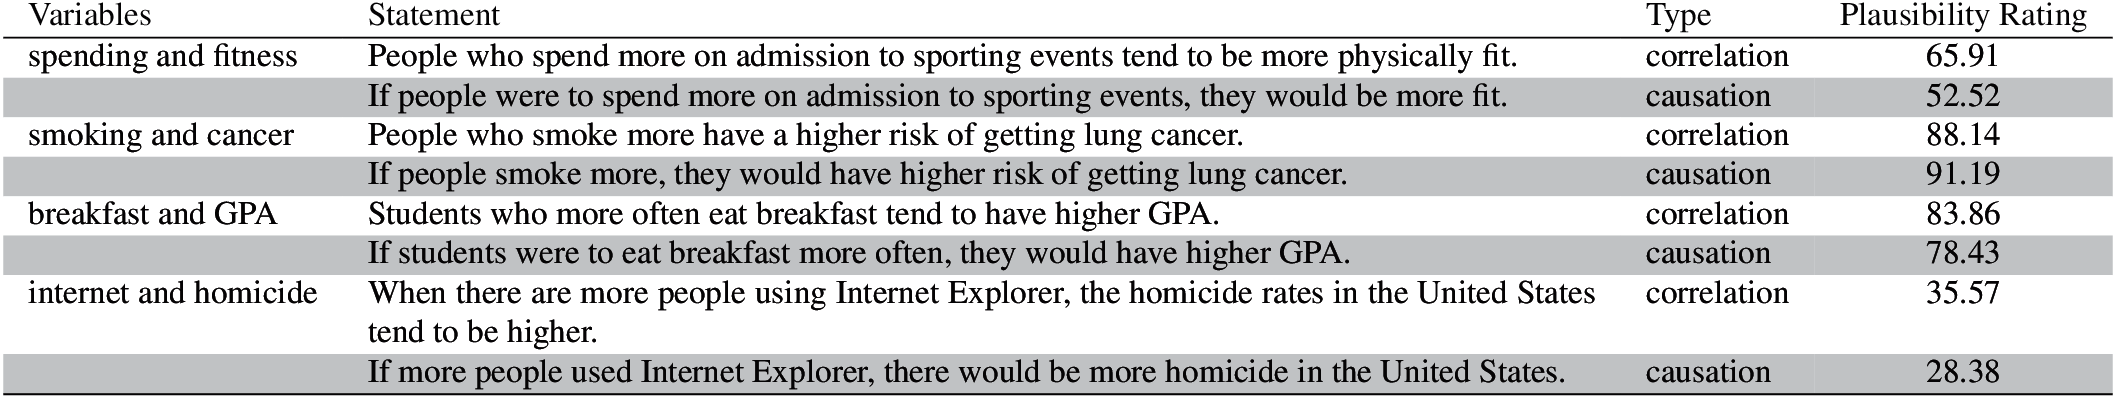 Variables Statement Type Plausibility Rating
spending and fitness People who spend more on admission to sporting events tend to be more physically fit. correlation 65.91
If people were to spend more on admission to sporting events, they would be more fit. causation 52.52
smoking and cancer People who smoke more have a higher risk of getting lung cancer. correlation 88.14
If people smoke more, they would have higher risk of getting lung cancer. causation 91.19
breakfast and GPA Students who more often eat breakfast tend to have higher GPA. correlation 83.86
If students were to eat breakfast more often, they would have higher GPA. causation 78.43
internet and homicide When there are more people using Internet Explorer, the homicide rates in the United States correlation 35.57
tend to be higher.
If more people used Internet Explorer, there would be more homicide in the United States. causation 28.38